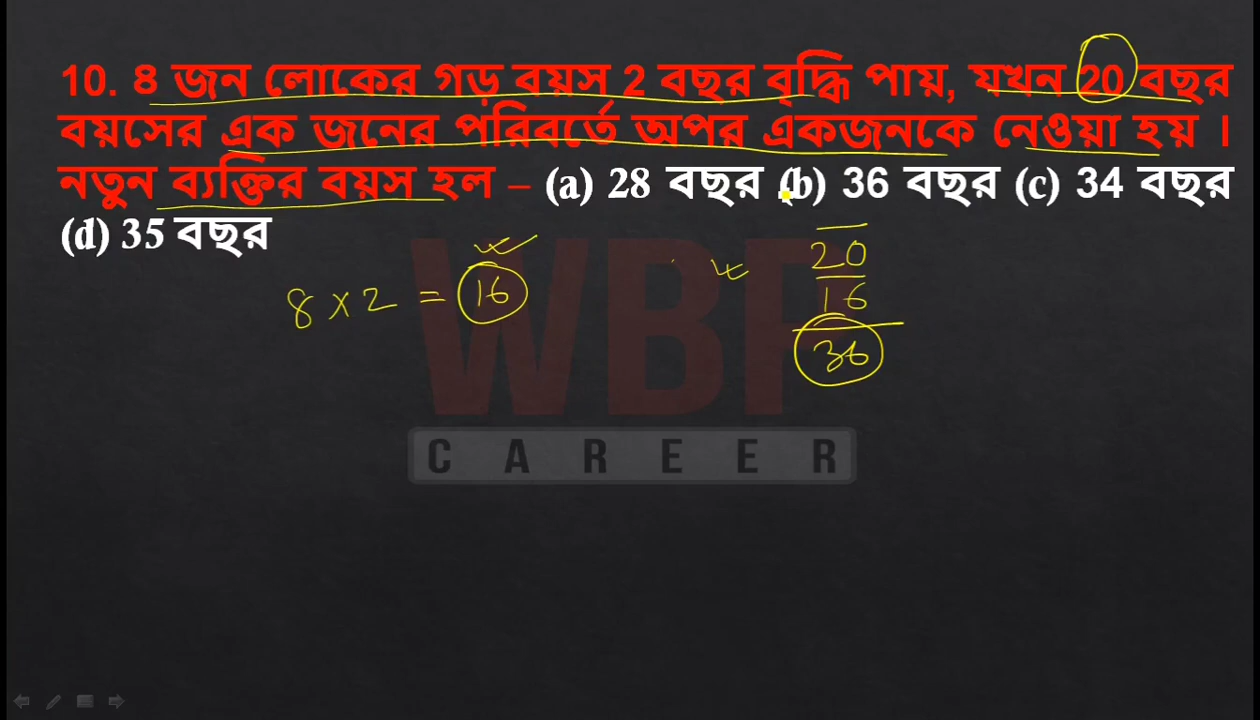 10. 8 জন লোকের গড় বয়স 2 বছর বৃদ্ধি পায়, যখন 20 বছর
বয়সের এক জনের পরিবর্তে অপর একজনকে নেওয়া হয় ।
নতুন ব্যক্তির বয়স হল – (a) 28 বছর (b) 36 বছর (c) 34 বছর
(d) 35 বছর
8 × 2 = 16
20
16
36
WBP
CAREER